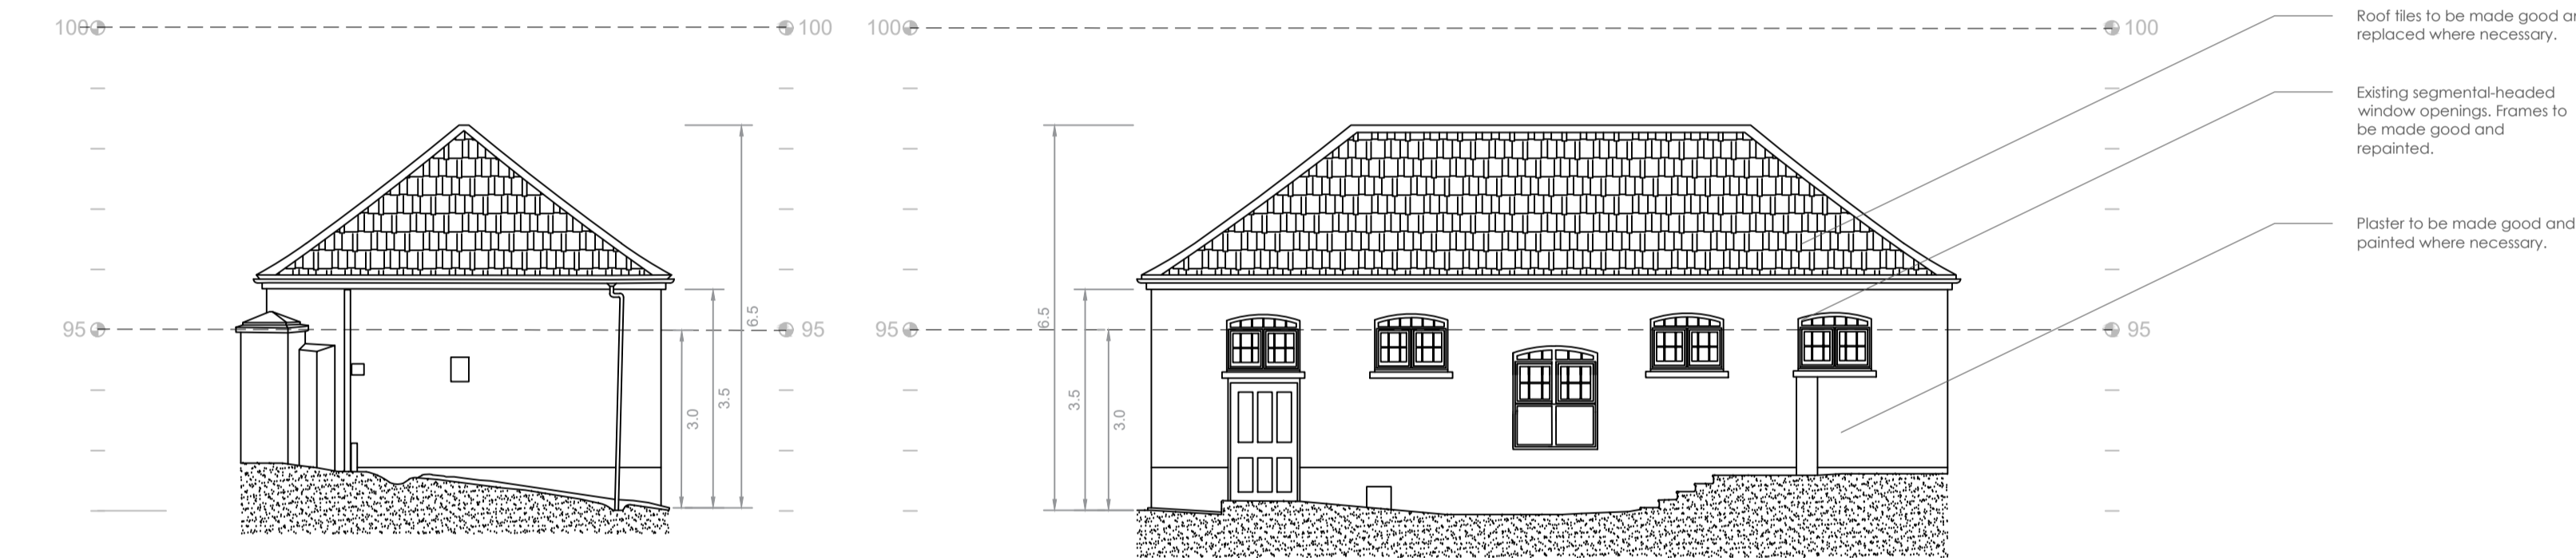 100 100 100 100
Roof tiles to be made good
replaced where necessary.
Existing segmental-headed
window openings. Frames to
be made good and
repainted.
Plaster to be made good and
painted where necessary.
95 95 95 95
6.5
3.5
3.0
6.5
3.5
3.0